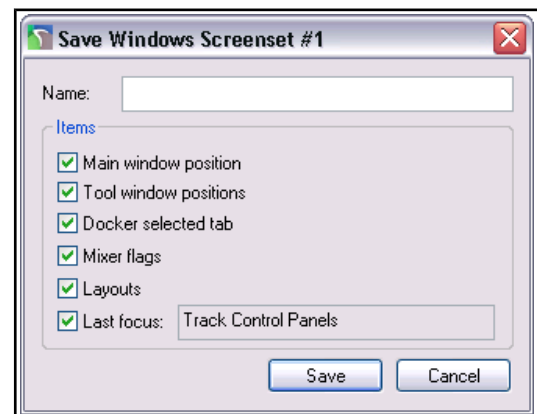 Save Windows Screenset #1
Name:
Items
Main window position
Tool window positions
Docker selected tab
Mixer flags
Layouts
Last focus: Track Control Panels
Save Cancel